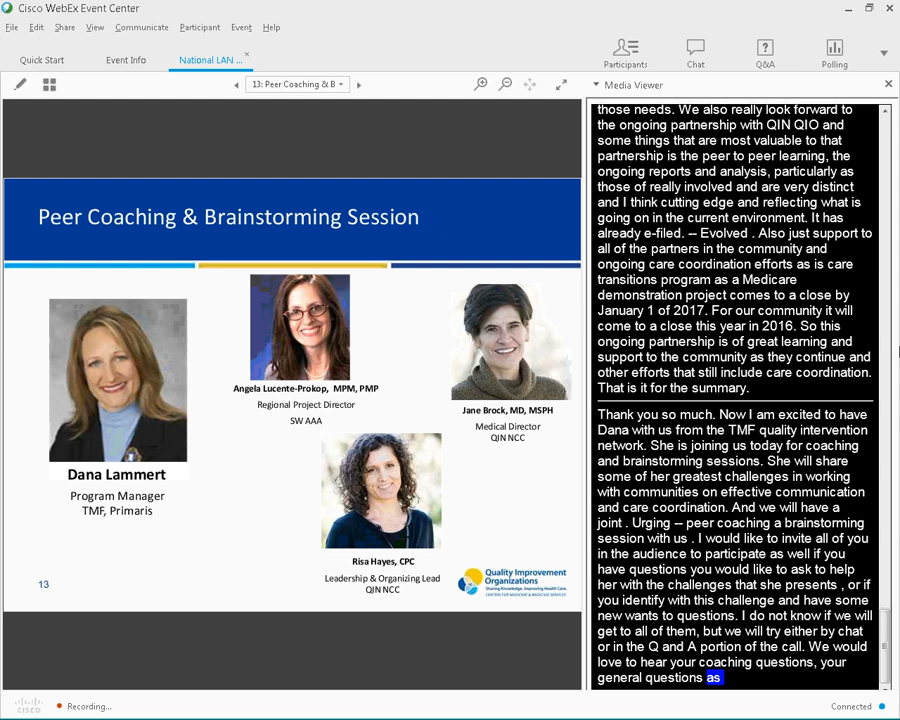 Cisco WebEx Event Center
File Edit Share View Communicate Participant Event Help
Quick Start Event Info National LAN ... ×
Participants Chat Q&A Polling
13: Peer Coaching & B
Media Viewer
Peer Coaching & Brainstorming Session
Angela Lucente-Prokop, MPM, PMP
Regional Project Director
SW AAA
Jane Brock, MD, MSPH
Medical Director
QIN NCC
Dana Lammert
Program Manager
TMF, Primaris
Risa Hayes, CPC
Leadership & Organizing Lead
QIN NCC
13
Quality Improvement
Organizations
Sharing Knowledge. Improving Health Care.
CENTERS FOR MEDICARE & MEDICAID SERVICES
those needs. We also really look forward to
the ongoing partnership with QIN QIO and
some things that are most valuable to that
partnership is the peer to peer learning, the
ongoing reports and analysis, particularly as
those of really involved and are very distinct
and I think cutting edge and reflecting what is
going on in the current environment. It has
already e-filed. -- Evolved . Also just support to
all of the partners in the community and
ongoing care coordination efforts as is care
transitions program as a Medicare
demonstration project comes to a close by
January 1 of 2017. For our community it will
come to a close this year in 2016. So this
ongoing partnership is of great learning and
support to the community as they continue and
other efforts that still include care coordination.
That is it for the summary.
Thank you so much. Now I am excited to have
Dana with us from the TMF quality intervention
network. She is joining us today for coaching
and brainstorming sessions. She will share
some of her greatest challenges in working
with communities on effective communication
and care coordination. And we will have a
joint . Urging -- peer coaching a brainstorming
session with us . I would like to invite all of you
in the audience to participate as well if you
have questions you would like to ask to help
her with the challenges that she presents , or if
you identify with this challenge and have some
new wants to questions. I do not know if we will
get to all of them, but we will try either by chat
or in the Q and A portion of the call. We would
love to hear your coaching questions, your
general questions as
cisco
Recording...
Connected